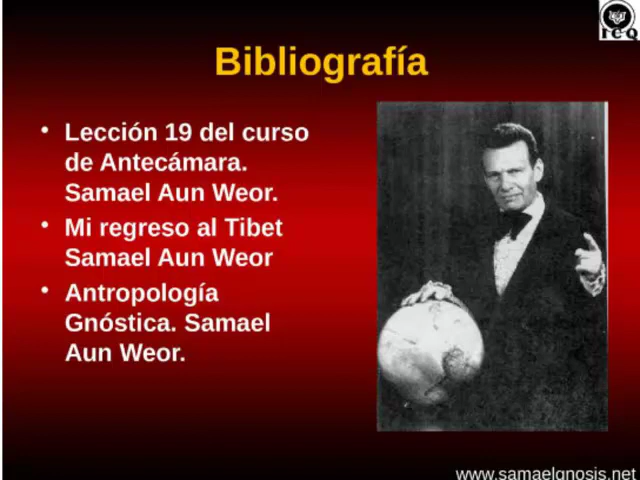 I C Q
Bibliografía
• Lección 19 del curso
de Antecámara.
Samael Aun Weor.
• Mi regreso al Tibet
Samael Aun Weor
• Antropología
Gnóstica. Samael
Aun Weor.
www.samaelgnosis.net